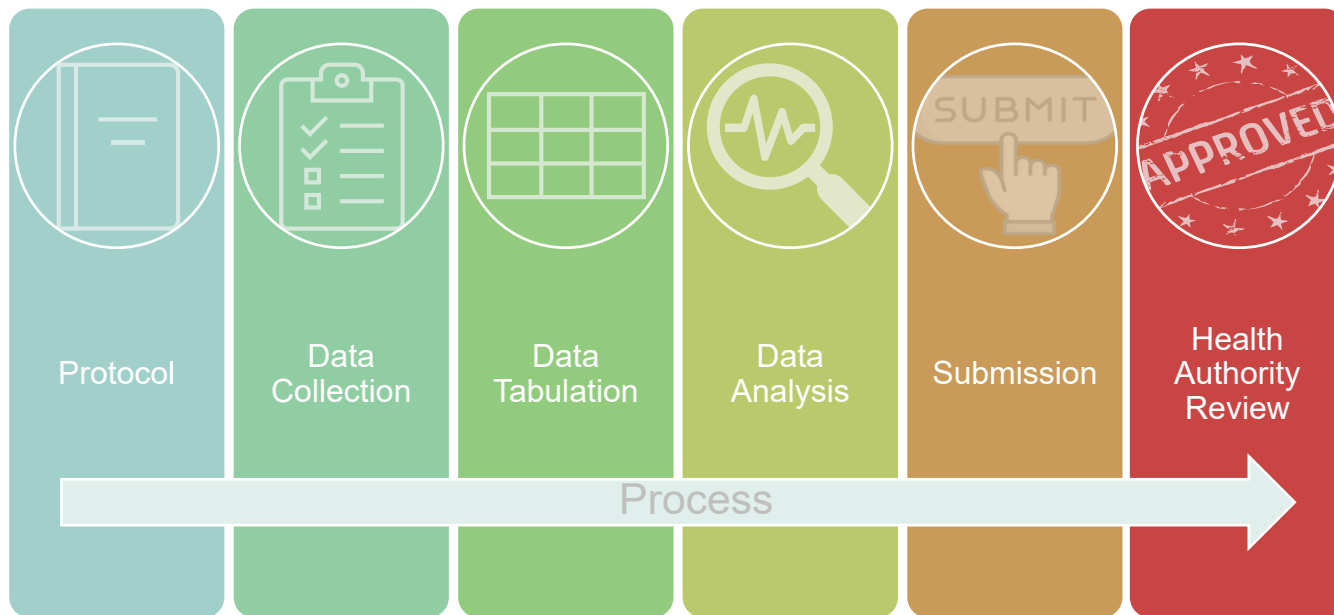 SUBMIT
APPROVED
Protocol
Data
Collection
Data
Tabulation
Data
Analysis
Submission
Health
Authority
Review
Process